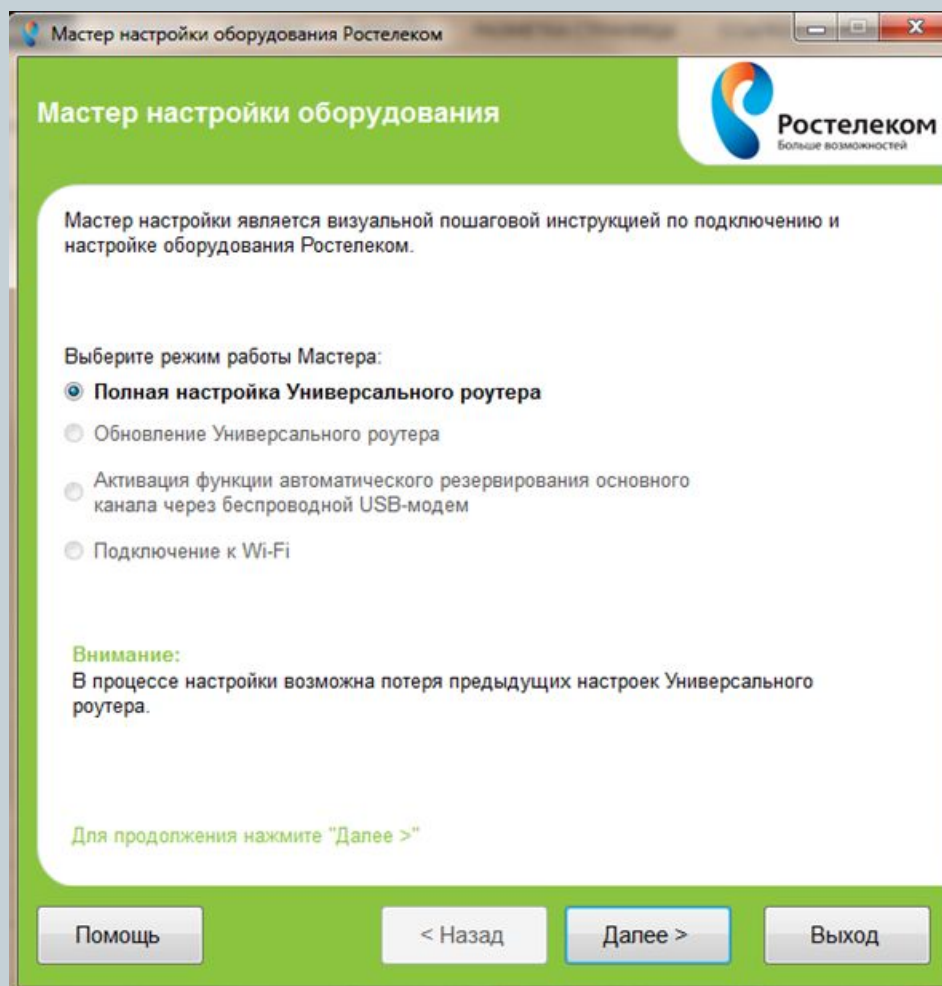 Мастер настройки оборудования Ростелеком
Мастер настройки оборудования
Ростелеком
Больше возможностей
Мастер настройки является визуальной пошаговой инструкцией по подключению и
настройке оборудования Ростелеком.
Выберите режим работы Мастера:
Полная настройка Универсального роутера
Обновление Универсального роутера
Активация функции автоматического резервирования основного
канала через беспроводной USB-модем
Подключение к Wi-Fi
Внимание:
В процессе настройки возможна потеря предыдущих настроек Универсального
роутера.
Для продолжения нажмите "Далее >"
Помощь
< Назад
Далее >
Выход